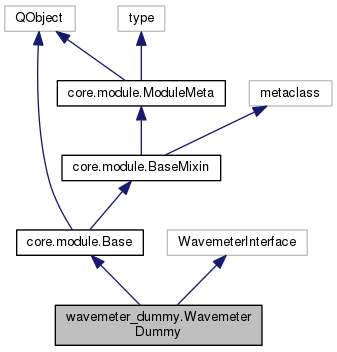 QObject
type
core.module.ModuleMeta
metaclass
core.module.BaseMixin
core.module.Base
WavemeterInterface
wavemeter_dummy.Wavemeter
Dummy